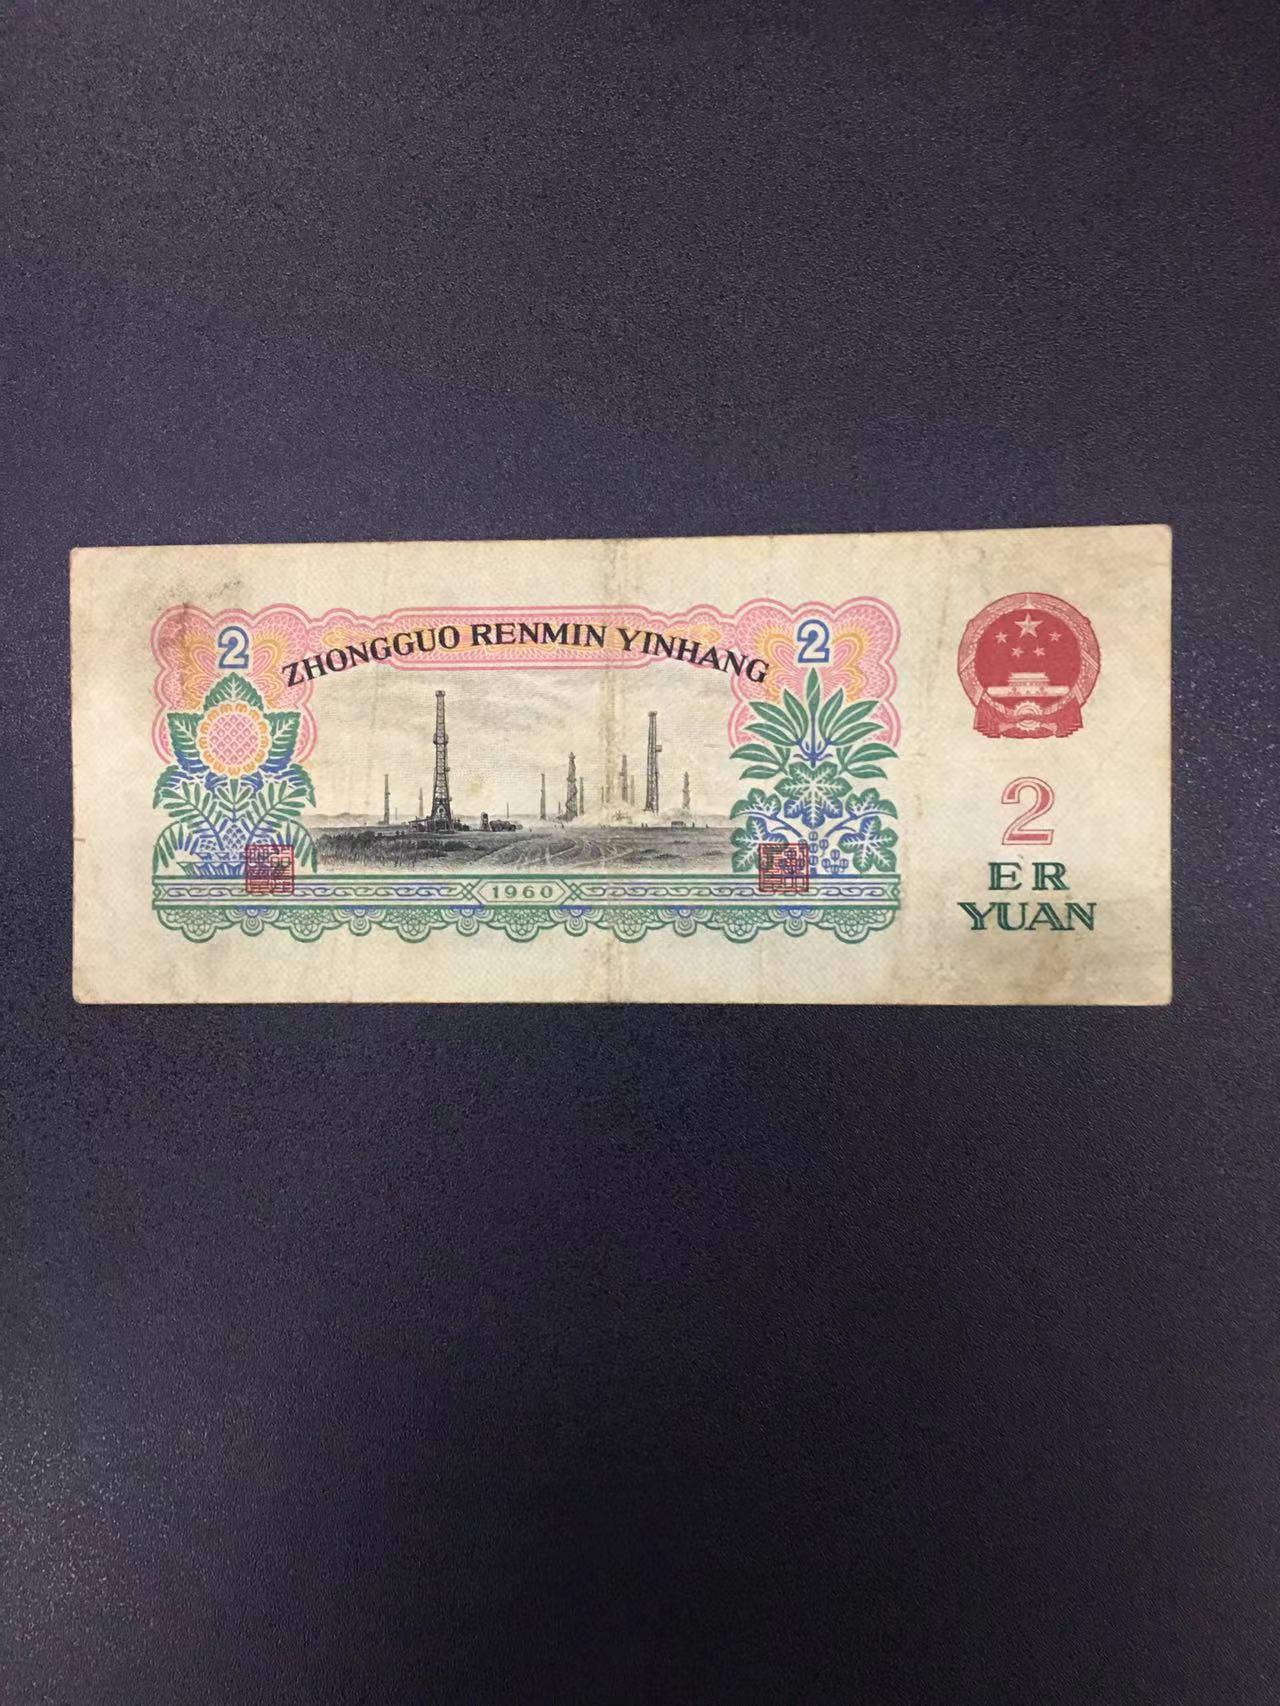 2
ZHONGGUO RENMIN YINHANG
2
1960
2
ER
YUAN